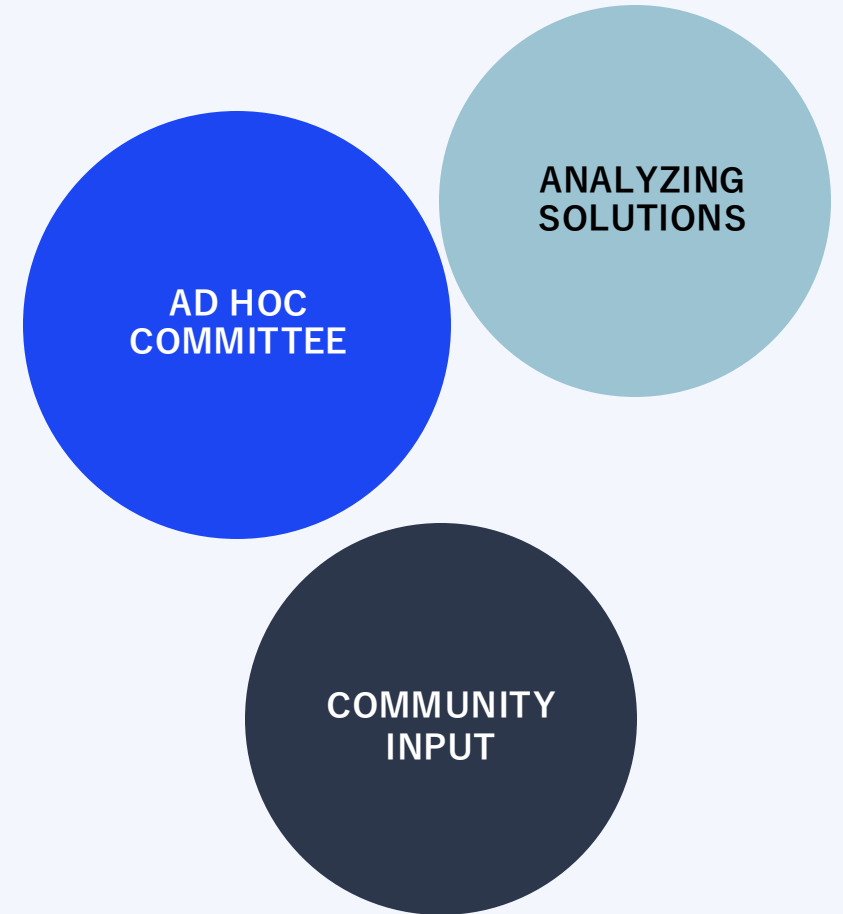 AD HOC
COMMITTEE
ANALYZING
SOLUTIONS
COMMUNITY
INPUT